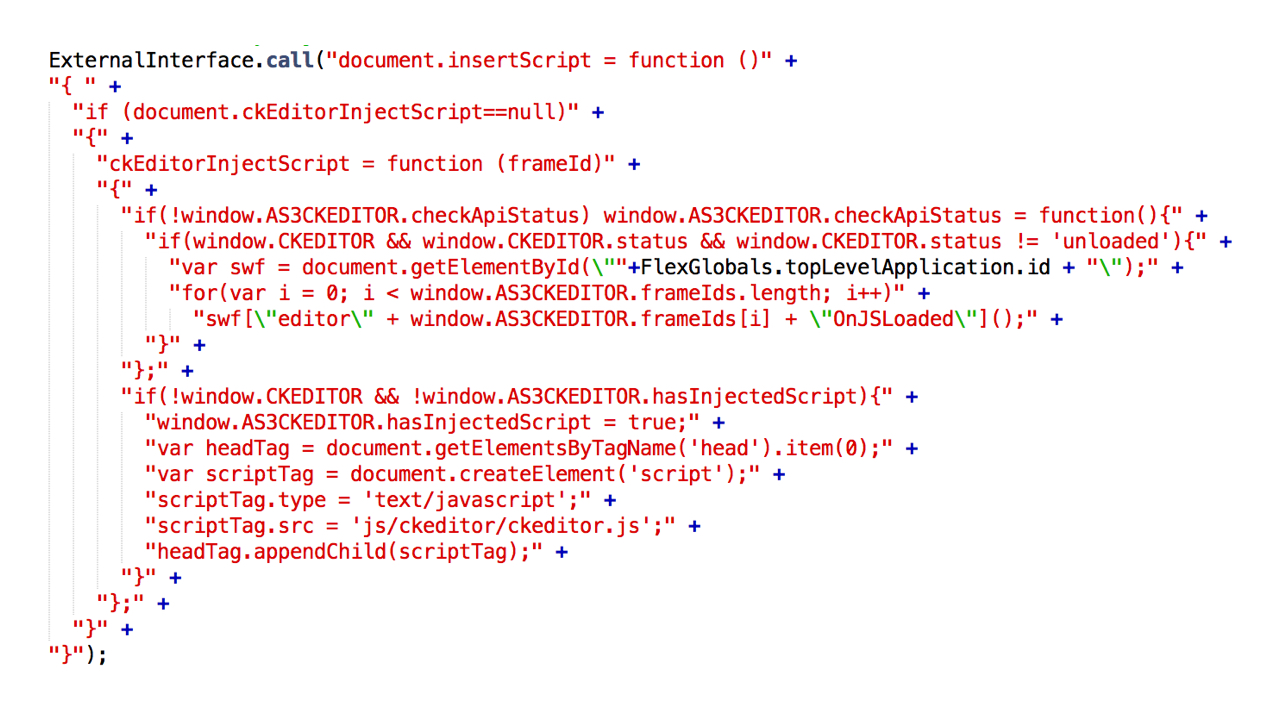 ExternalInterface.call("document.insertScript = function ()" +
"{ " +
"if (document.ckEditorInjectScript==null)" +
"{" +
"ckEditorInjectScript = function (frameId)" +
"{" +
"if(!window.AS3CKEDITOR.checkApiStatus) window.AS3CKEDITOR.checkApiStatus = function(){" +
"if(window.CKEDITOR && window.CKEDITOR.status && window.CKEDITOR.status != 'unloaded'){" +
"var swf = document.getElementById(\""+FlexGlobals.topLevelApplication.id + "\");" +
"for(var i = 0; i < window.AS3CKEDITOR.frameIds.length; i++)" +
"swf[\"editor\" + window.AS3CKEDITOR.frameIds[i] + \"OnJSLoaded\"]();" +
"}" +
"};" +
"if(!window.CKEDITOR && !window.AS3CKEDITOR.hasInjectedScript){" +
"window.AS3CKEDITOR.hasInjectedScript = true;" +
"var headTag = document.getElementsByTagName('head').item(0);" +
"var scriptTag = document.createElement('script');" +
"scriptTag.type = 'text/javascript';" +
"scriptTag.src = 'js/ckeditor/ckeditor.js';" +
"headTag.appendChild(scriptTag);" +
"}" +
"};" +
"}" +
"}");